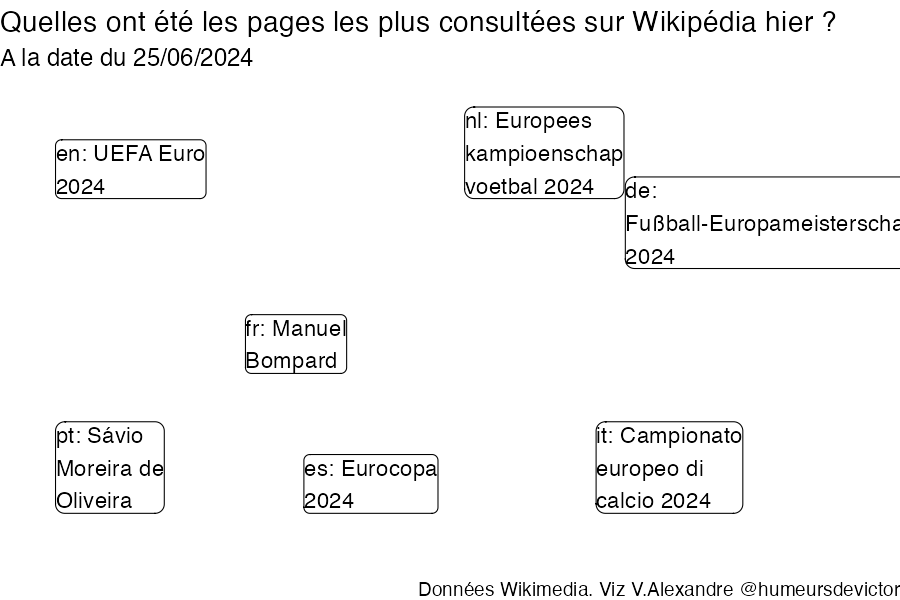 Quelles ont été les pages les plus consultées sur Wikipédia hier ?
A la date du 25/06/2024
en: UEFA Euro
2024
nl: Europees
kampioenschap
voetbal 2024
de:
Fußball-Europameisterscha
2024
fr: Manuel
Bompard
pt: Sávio
Moreira de
Oliveira
es: Eurocopa
2024
it: Campionato
europeo di
calcio 2024
Données Wikimedia. Viz V.Alexandre @humeursdevictor